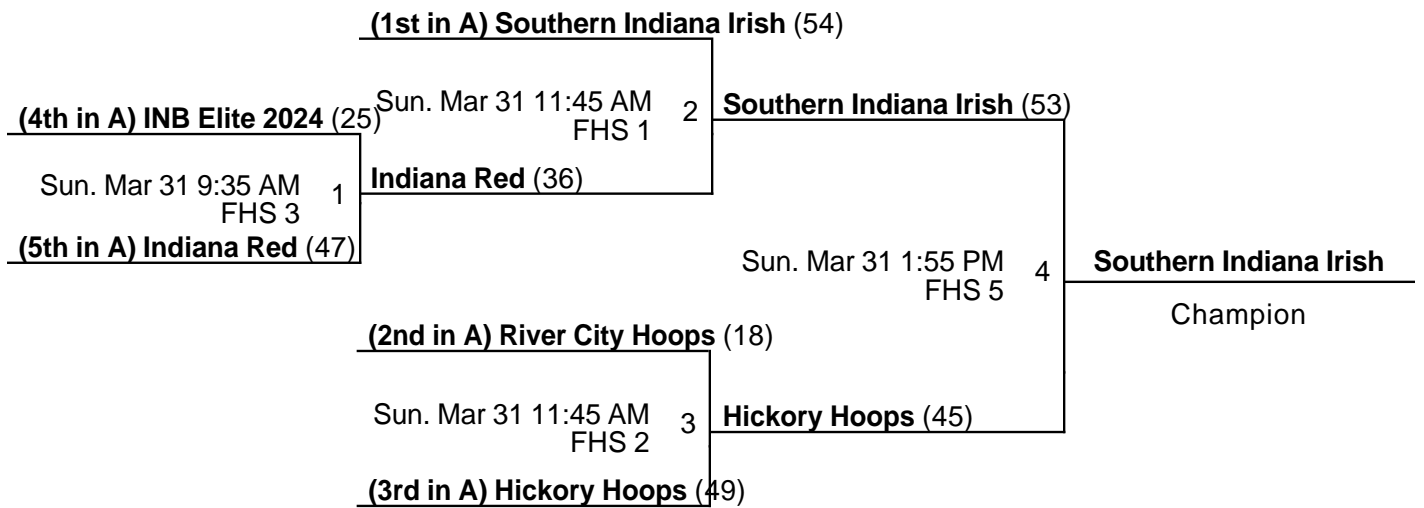 (1st in A) Southern Indiana Irish (54)
(4th in A) INB Elite 2024 (25)
Sun. Mar 31 11:45 AM
FHS 1
2
Southern Indiana Irish (53)
Sun. Mar 31 9:35 AM
FHS 3
1
Indiana Red (36)
(5th in A) Indiana Red (47)
Sun. Mar 31 1:55 PM
FHS 5
4
Southern Indiana Irish
Champion
(2nd in A) River City Hoops (18)
Sun. Mar 31 11:45 AM
FHS 2
3
Hickory Hoops (45)
(3rd in A) Hickory Hoops (49)